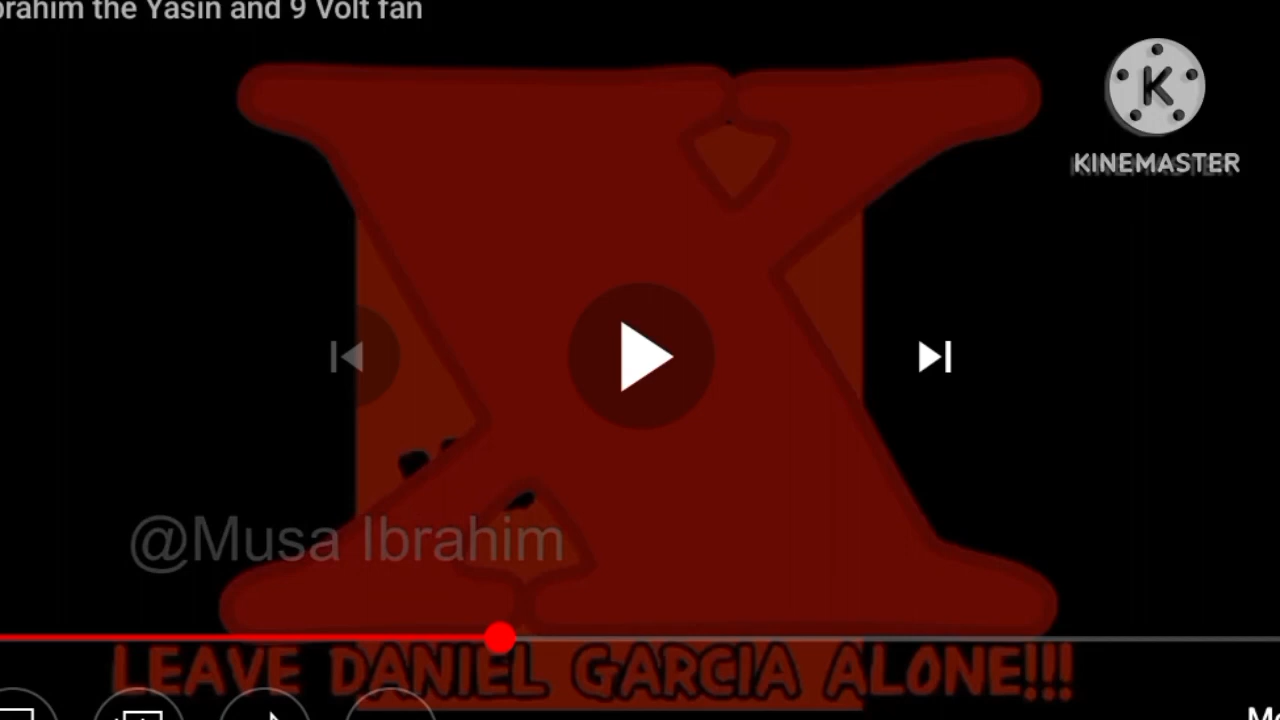 brahim the Yasin and 9 Volt fan
K
KINEMASTER
@Musa Ibrahim
LEAVE DANIEL GARCIA ALONE!!!